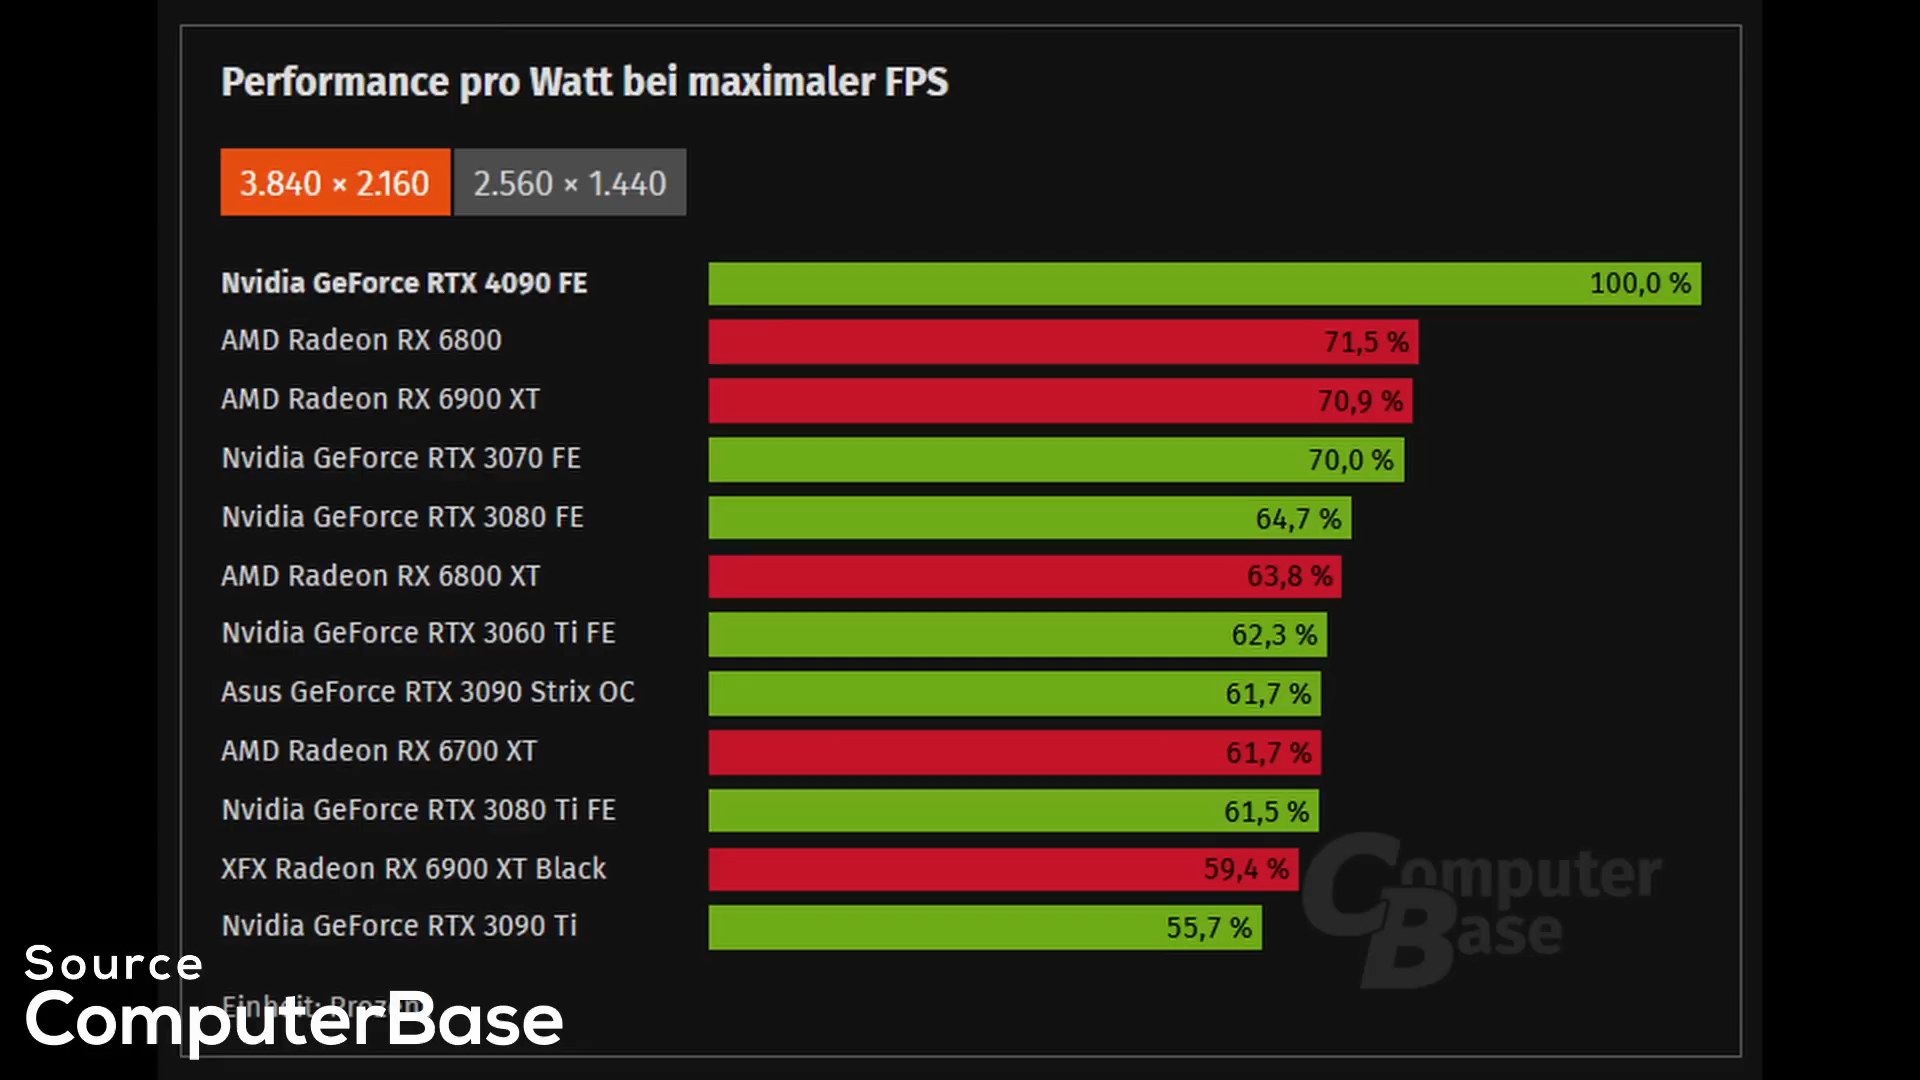 Performance pro Watt bei maximaler FPS
3.840 × 2.160 2.560 × 1.440
Nvidia GeForce RTX 4090 FE 100,0 %
AMD Radeon RX 6800 71,5 %
AMD Radeon RX 6900 XT 70,9 %
Nvidia GeForce RTX 3070 FE 70,0 %
Nvidia GeForce RTX 3080 FE 64,7 %
AMD Radeon RX 6800 XT 63,8 %
Nvidia GeForce RTX 3060 Ti FE 62,3 %
Asus GeForce RTX 3090 Strix OC 61,7 %
AMD Radeon RX 6700 XT 61,7 %
Nvidia GeForce RTX 3080 Ti FE 61,5 %
XFX Radeon RX 6900 XT Black 59,4 %
Nvidia GeForce RTX 3090 Ti 55,7 %
Computer
Base
Source
Einheit: Prozent
ComputerBase